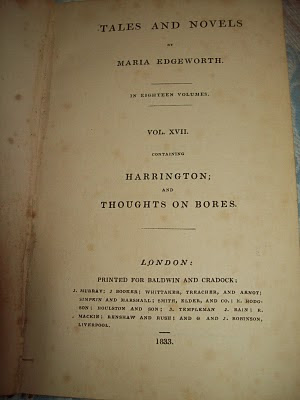 TALES AND NOVELS
BY
MARIA EDGEWORTH.
IN EIGHTEEN VOLUMES.
VOL. XVII.
CONTAINING
HARRINGTON;
AND
THOUGHTS ON BORES.
LONDON:
PRINTED FOR BALDWIN AND CRADOCK;
J. MURRAY; J BOOKER; WHITTAKER, TREACHER, AND ARNOT;
SIMPKIN AND MARSHALL; SMITH, ELDER, AND CO.; E. HODG-
SON; HOULSTON AND SON; J. TEMPLEMAN J. BAIN; R.
MACKIE; RENSHAW AND RUSH; AND G AND J. ROBINSON,
LIVERPOOL.
1833.